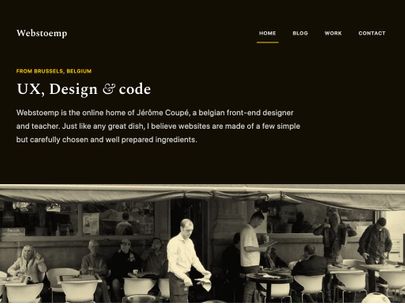 Webstoemp
HOME BLOG WORK CONTACT
FROM BRUSSELS, BELGIUM
UX, Design & code
Webstoemp is the online home of Jérôme Coupé, a belgian front-end designer
and teacher. Just like any great dish, I believe websites are made of a few simple
but carefully chosen and well prepared ingredients.